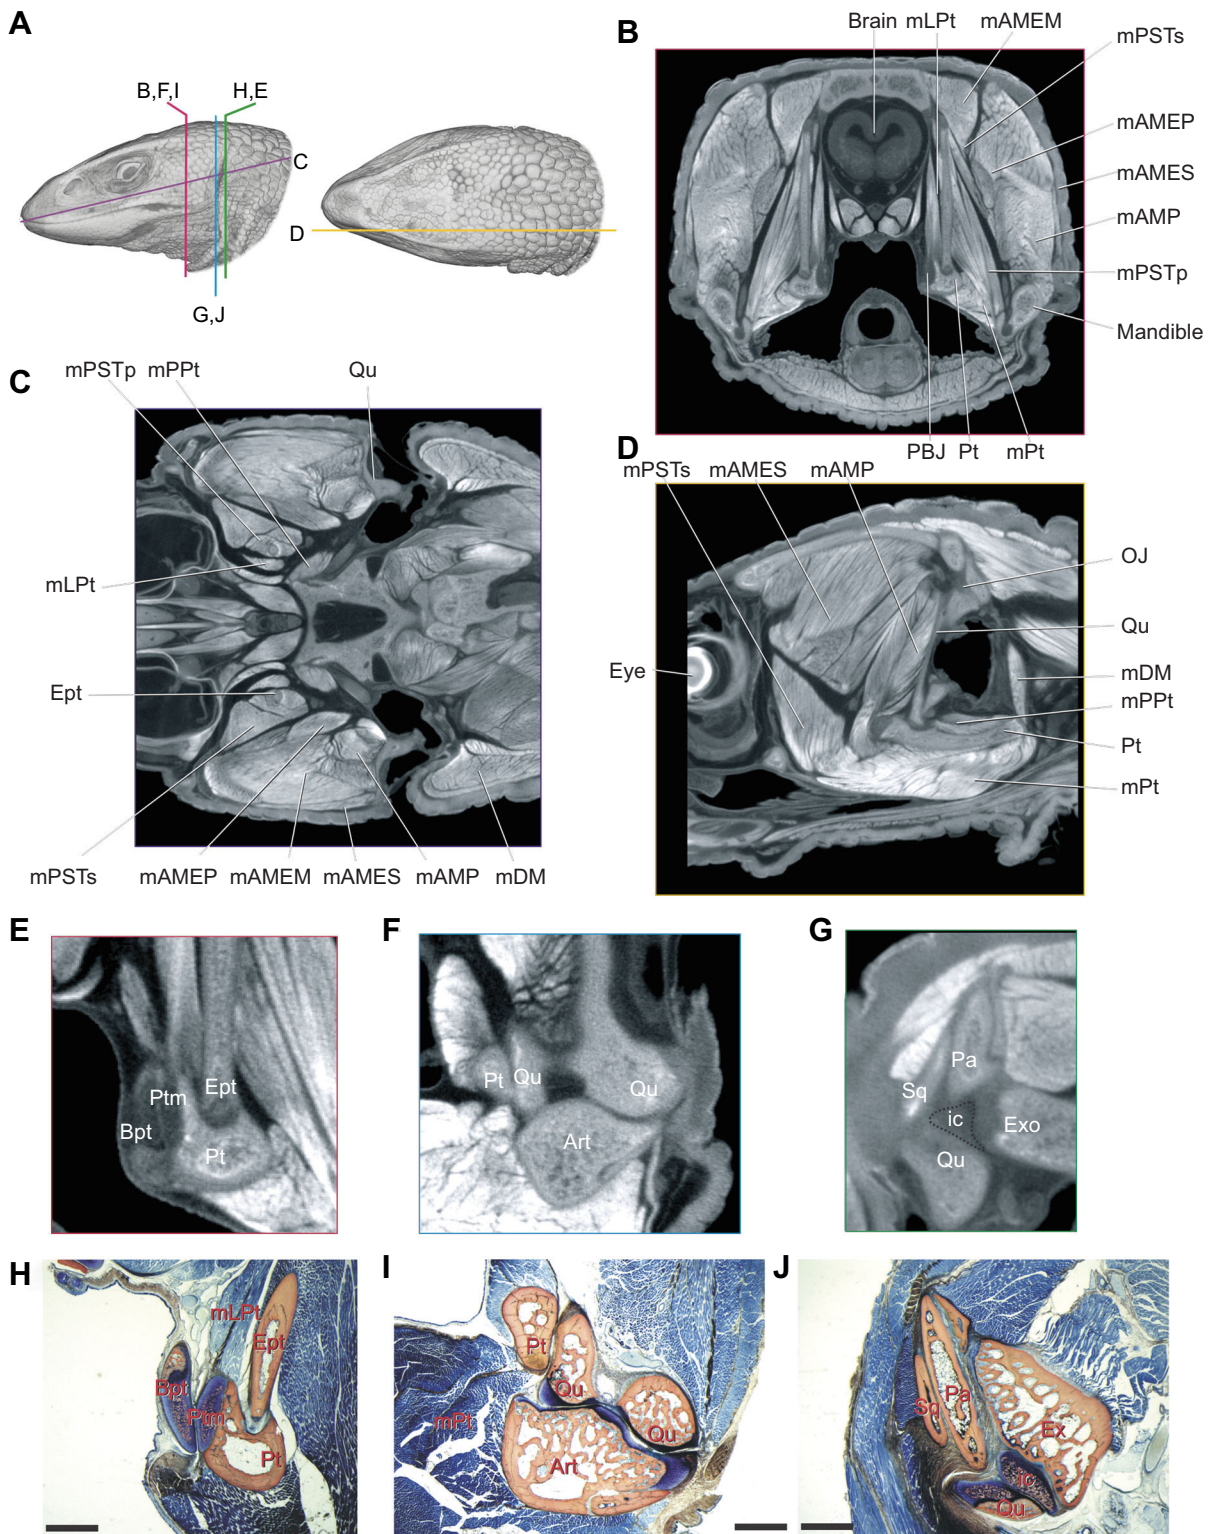 A
B,F,I
H,E
C
D
G,J
B
Brain mLPt mAMEM
mPSTs
mAMEP
mAMES
mAMP
mPSTp
Mandible
PBJ Pt mPt
C
mPSTp mPPt Qu
mLPt
Ept
mPSTs mAMEP mAMEM mAMES mAMP mDM
D
mPSTs mAMES mAMP
OJ
Qu
Eye
mDM
mPPt
Pt
mPt
E
Ept
Ptm
Bpt
Pt
F
Pt Qu
Qu
Art
G
Pa
Sq
ic
Exo
Qu
H
mLPt
Ept
Bpt
Ptm
Pt
I
Pt
Qu
mPt
Qu
Art
J
Pa
Sq
Ex
ic
Qu